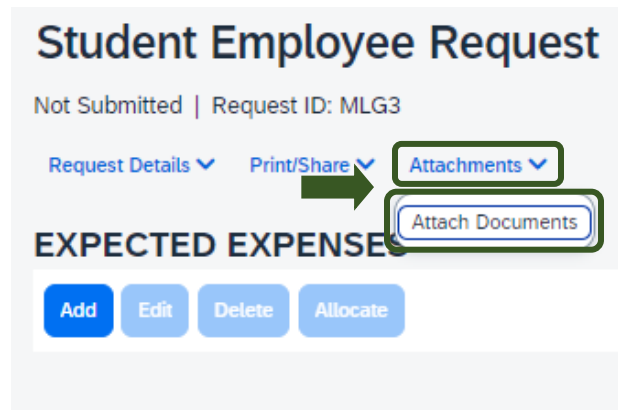 Student Employee Request
Not Submitted | Request ID: MLG3
Request Details Print/Share Attachments
Attach Documents
EXPECTED EXPENSES
Add Edit Delete Allocate